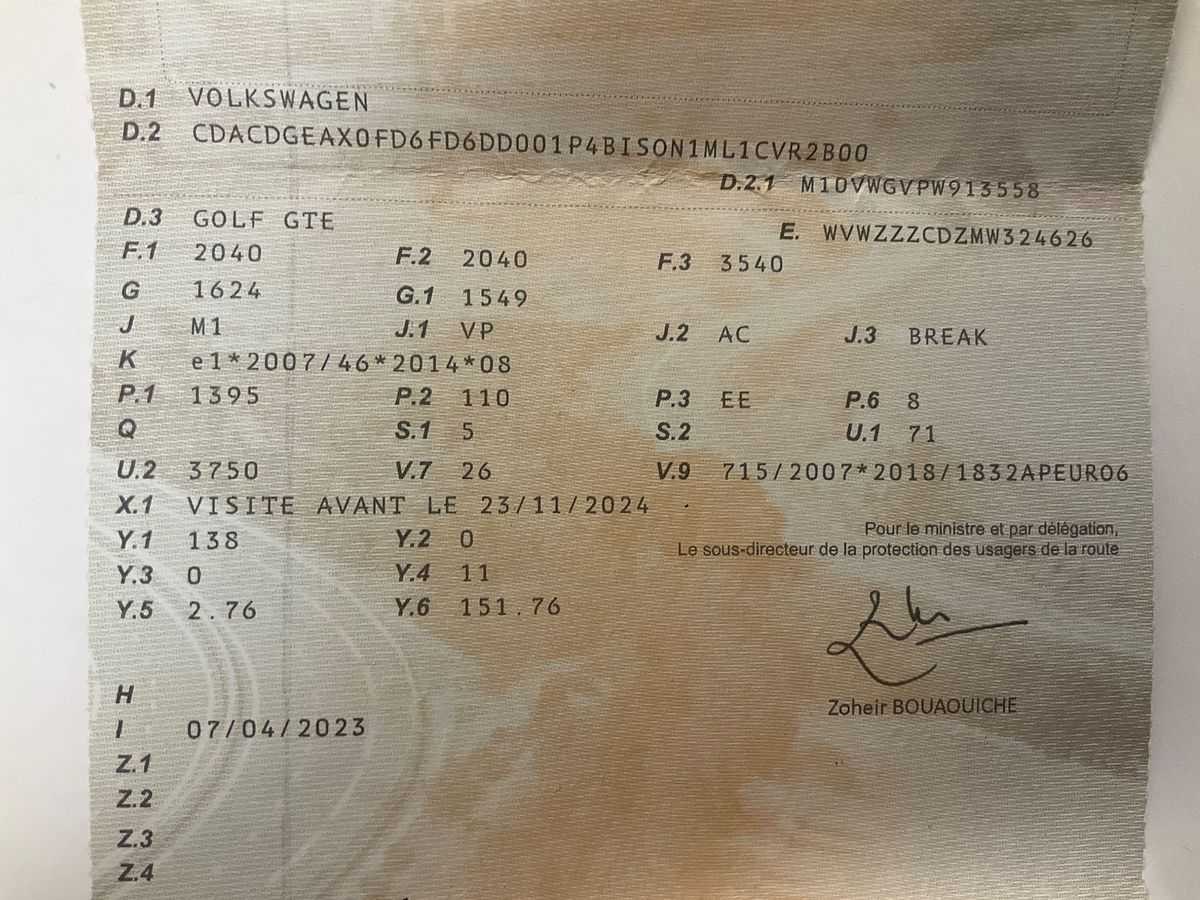 D.1 VOLKSWAGEN
D.2 CDACDGEAX0FD6FD6DD001P4BISON1ML1CVR2B00
D.2.1 M10VWGVPW913558
D.3 GOLF GTE
E. WVWZZZCDZMW324626
F.1 2040 F.2 2040 F.3 3540
G 1624 G.1 1549
J M1 J.1 VP J.2 AC J.3 BREAK
K e1*2007/46*2014*08
P.1 1395 P.2 110 P.3 EE P.6 8
Q S.1 5 S.2 U.1 71
U.2 3750 V.7 26 V.9 715/2007*2018/1832APEURO6
X.1 VISITE AVANT LE 23/11/2024
Y.1 138 Y.2 0
Pour le ministre et par délégation,
Le sous-directeur de la protection des usagers de la route
Y.3 0 Y.4 11
Y.5 2.76 Y.6 151.76
Zoheir BOUAOUICHE
H
I 07/04/2023
Z.1
Z.2
Z.3
Z.4